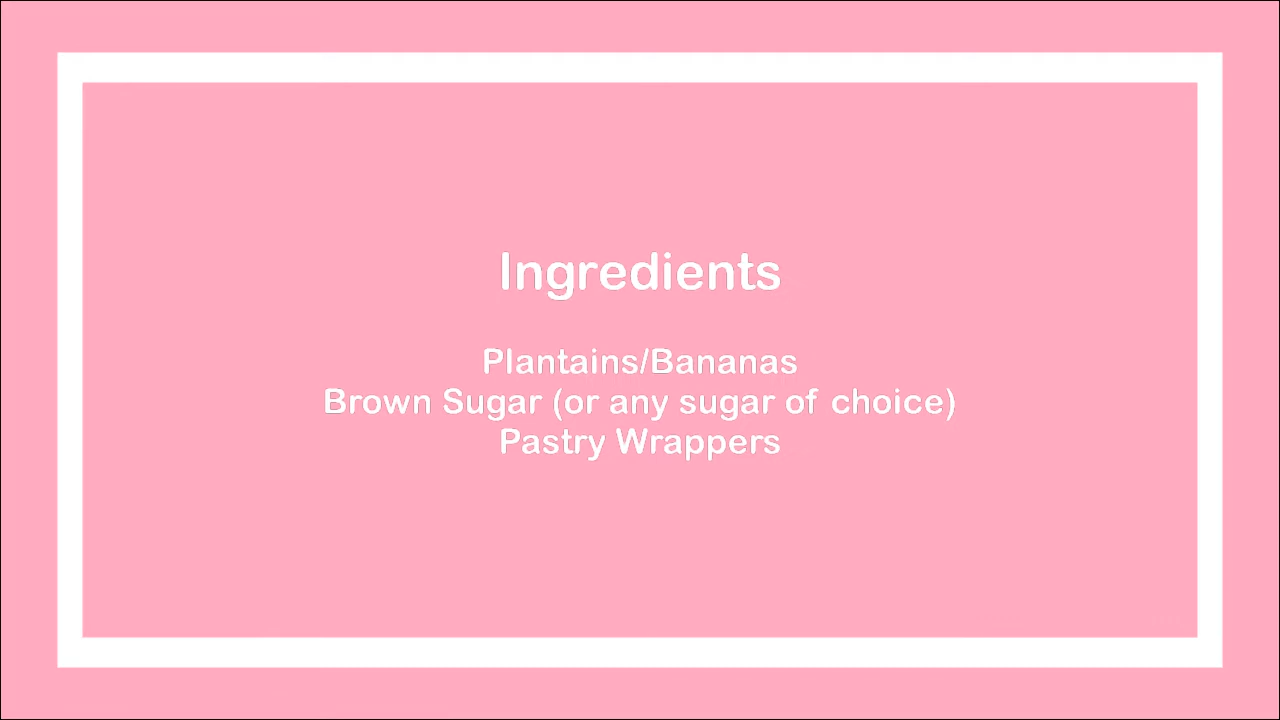 Ingredients
Plantains/Bananas
Brown Sugar (or any sugar of choice)
Pastry Wrappers